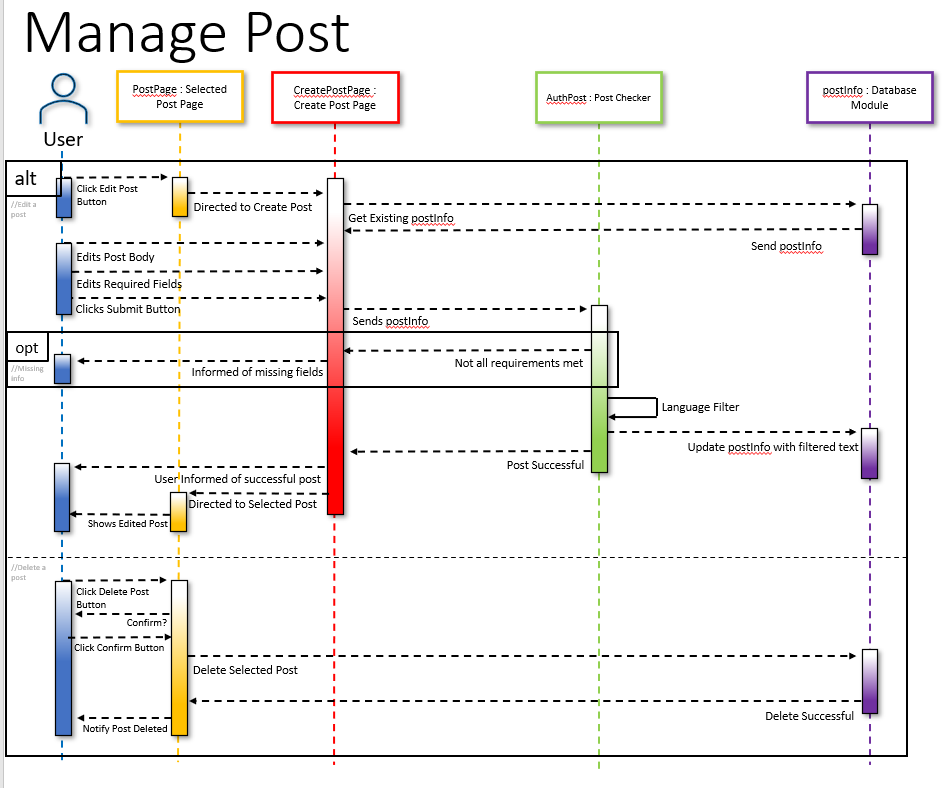 Manage Post
User
PostPage : Selected
Post Page
CreatePostPage :
Create Post Page
AuthPost : Post Checker
postInfo : Database
Module
alt
//Edit a
post
Click Edit Post
Button
Directed to Create Post
Get Existing postInfo
Send postInfo
Edits Post Body
Edits Required Fields
Clicks Submit Button
Sends postInfo
opt
//Missing
info
Not all requirements met
Informed of missing fields
Language Filter
Update postInfo with filtered text
Post Successful
User Informed of successful post
Directed to Selected Post
Shows Edited Post
//Delete a
post
Click Delete Post
Button
Confirm?
Click Confirm Button
Delete Selected Post
Delete Successful
Notify Post Deleted